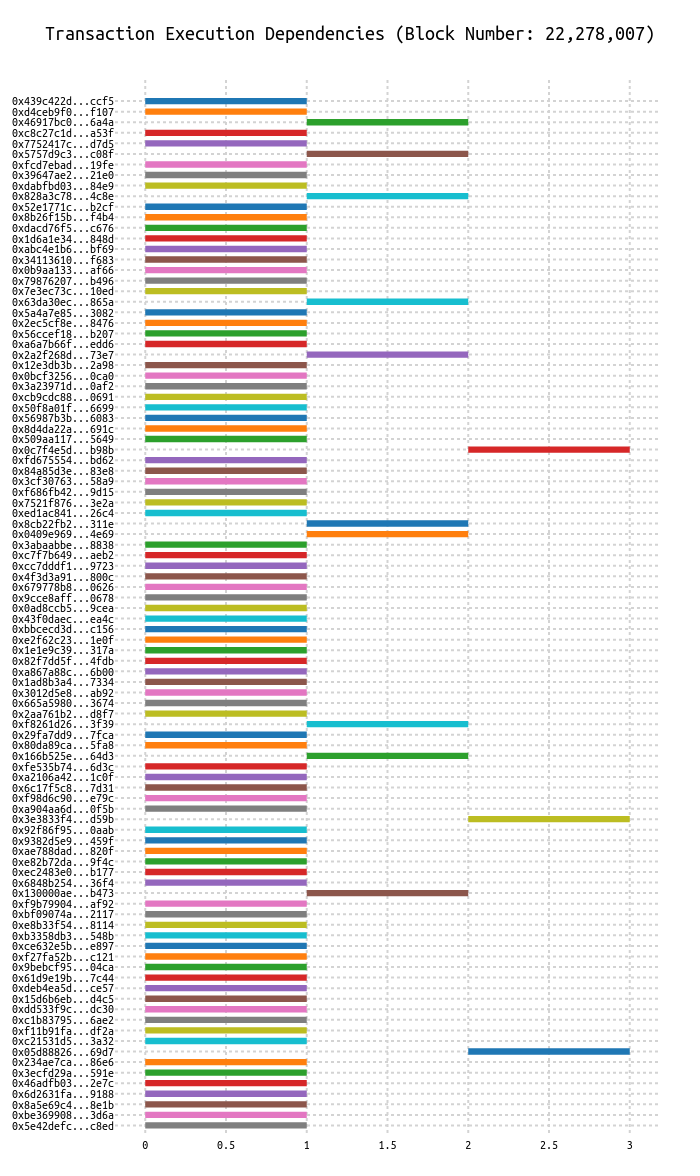 Transaction Execution Dependencies (Block Number: 22,278,007)
0x439c422d...ccf5
0xd4ceb9f0...f107
0x46917bc0...6a4a
0xc8c27c1d...a53f
0x7752417c...d7d5
0x5757d9c3...c08f
0xfcd7ebad...19fe
0x39647ae2...21e0
0xdabfbd03...84e9
0x828a3c78...4c8e
0x52e1771c...b2cf
0x8b26f15b...f4b4
0xdacd76f5...c676
0x1d6a1e34...848d
0xabc4e1b6...bf69
0x34113610...f683
0x0b9aa133...af66
0x79876207...b496
0x7e3ec73c...10ed
0x63da30ec...865a
0x5a4a7e85...3082
0x2ec5cf8e...8476
0x56ccef18...b207
0xa6a7b66f...edd6
0x2a2f268d...73e7
0x12e3db3b...2a98
0x0bcf3256...0ca0
0x3a23971d...0af2
0xcb9cdc88...0691
0x50f8a01f...6699
0x56987b3b...6083
0x8d4da22a...691c
0x509aa117...5649
0x0c7f4e5d...b98b
0xfd675554...bd62
0x84a85d3e...83e8
0x3cf30763...58a9
0xf686fb42...9d15
0x7521f876...3e2a
0xed1ac841...26c4
0x8cb22fb2...311e
0x0409e969...4e69
0x3abaabbe...8838
0xc7f7b649...aeb2
0xcc7dddf1...9723
0x4f3d3a91...800c
0x679778b8...0626
0x9cce8aff...0678
0x0ad8ccb5...9cea
0x43f0daec...ea4c
0xbbcecd3d...c156
0xe2f62c23...1e0f
0x1e1e9c39...317a
0x82f7dd5f...4fdb
0xa867a88c...6b00
0x1ad8b3a4...7334
0x3012d5e8...ab92
0x665a5980...3674
0x2aa761b2...d8f7
0xf8261d26...3f39
0x29fa7dd9...7fca
0x80da89ca...5fa8
0x166b525e...64d3
0xfe535b74...6d3c
0xa2106a42...1c0f
0x6c17f5c8...7d31
0xf98d6c90...e79c
0xa904aa6d...0f5b
0x3e3833f4...d59b
0x92f86f95...0aab
0x9382d5e9...459f
0xae788dad...820f
0xe82b72da...9f4c
0xec2483e0...b177
0x6848b254...36f4
0x130000ae...b473
0xf9b79904...af92
0xbf09074a...2117
0xe8b33f54...8114
0xb3358db3...548b
0xce632e5b...e897
0xf27fa52b...c121
0x9bebcf95...04ca
0x61d9e19b...7c44
0xdeb4ea5d...ce57
0x15d6b6eb...d4c5
0xdd533f9c...dc30
0xc1b83795...6ae2
0xf11b91fa...df2a
0xc21531d5...3a32
0x05d88826...69d7
0x234ae7ca...86e6
0x3ecfd29a...591e
0x46adfb03...2e7c
0x6d2631fa...9188
0x8a5e69c4...8e1b
0xbe369908...3d6a
0x5e42defc...c8ed
0 0.5 1 1.5 2 2.5 3